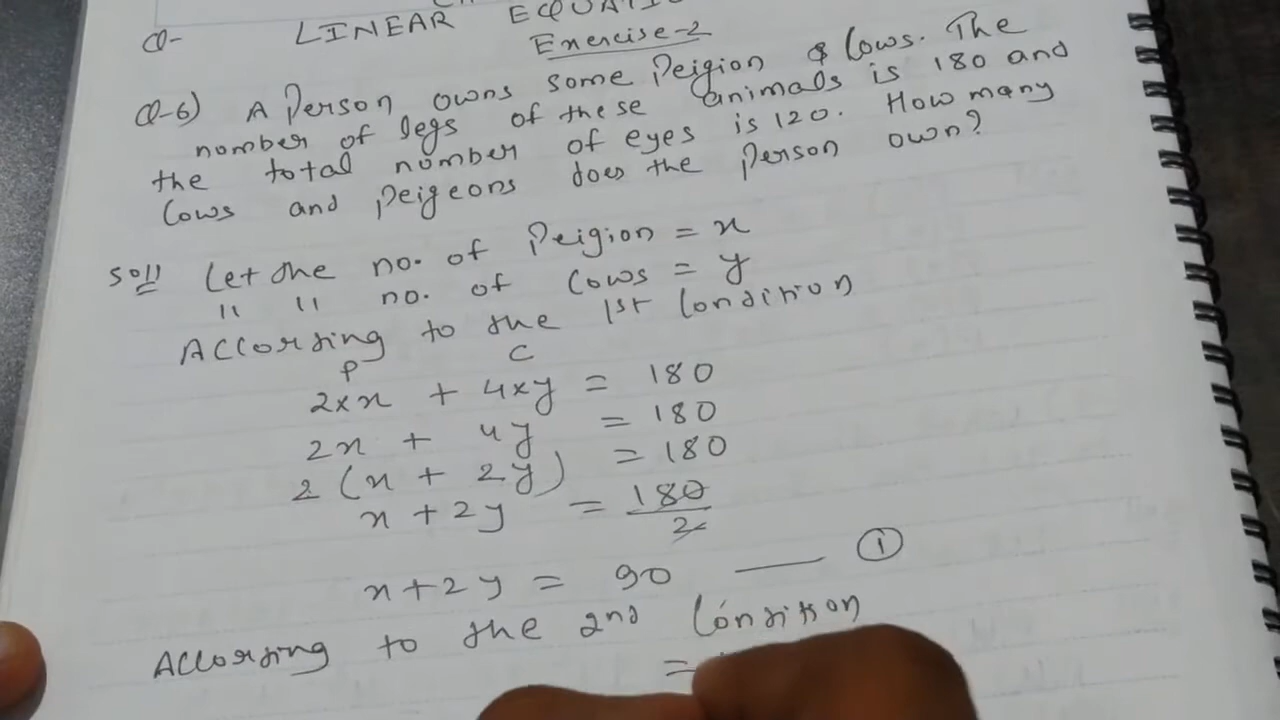 Q- LINEAR
Exercise-2
Q-6) A Person owns some Peigion & Cows. The
number of legs of these animals is 180 and
the total number of eyes is 120. How many
Cows and peigeons does the person own?
Soln Let the no. of Peigion = x
" " no. of Cows = y
According to the 1st Condition
P C
2×x + 4×y = 180
2x + 4y = 180
2 (x + 2y) = 180
x + 2y = 180/2
x + 2y = 90 — ①
According to the 2nd Condition
=